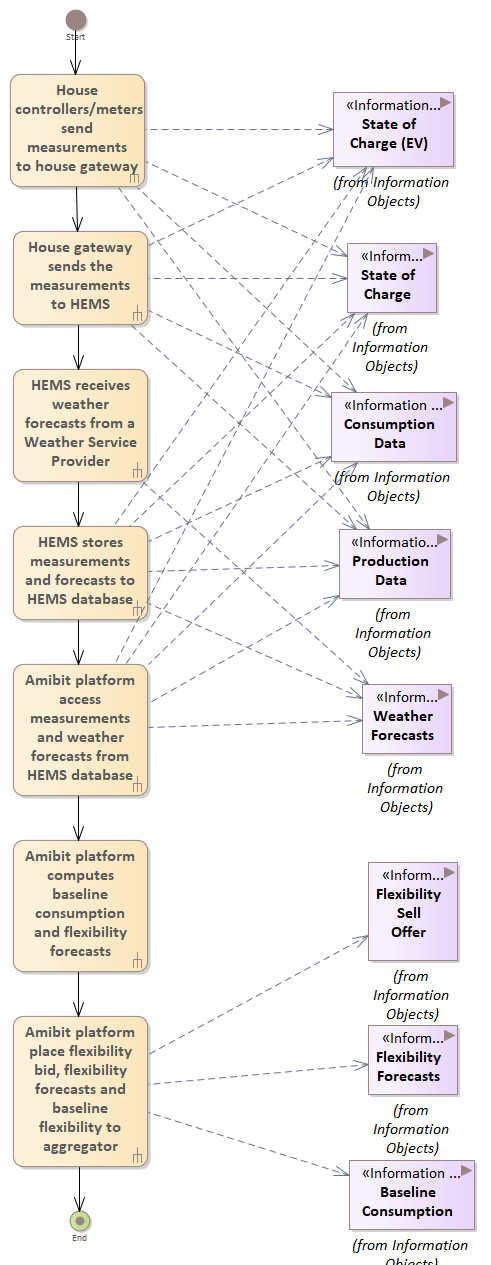 Start
House
controllers/meters
send
measurements
to house gateway
House gateway
sends the
measurements
to HEMS
HEMS receives
weather
forecasts from a
Weather Service
Provider
HEMS stores
measurements
and forecasts to
HEMS database
Amibit platform
access
measurements
and weather
forecasts from
HEMS database
Amibit platform
computes
baseline
consumption
and flexibility
forecasts
Amibit platform
place flexibility
bid, flexibility
forecasts and
baseline
flexibility to
aggregator
End
«Information...
State of
Charge (EV)
(from Information
Objects)
«Inform...
State of
Charge
(from
Information
Objects)
«Information ...
Consumption
Data
(from Information
Objects)
«Informatio...
Production
Data
(from
Information
Objects)
«Inform...
Weather
Forecasts
(from
Information
Objects)
«Inform...
Flexibility
Sell
Offer
(from
Information
Objects)
«Inform...
Flexibility
Forecasts
(from
Information
Objects)
«Information ...
Baseline
Consumption
(from Information
Objects)